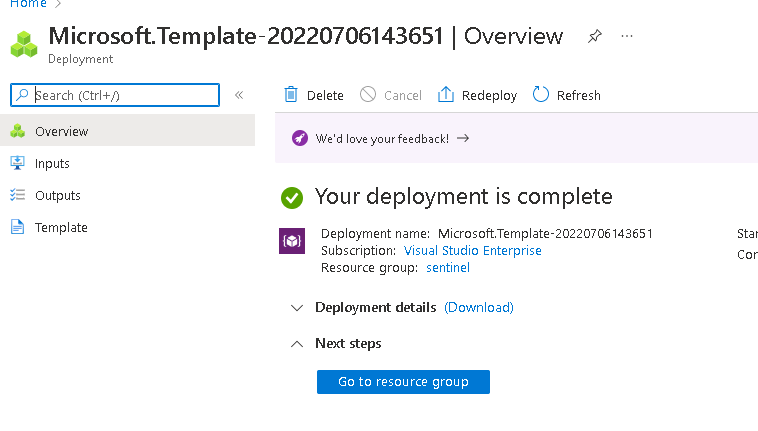 Home
Microsoft.Template-20220706143651 | Overview
Deployment
Search (Ctrl+/)
Delete
Cancel
Redeploy
Refresh
Overview
Inputs
Outputs
Template
We'd love your feedback!
Your deployment is complete
Deployment name: Microsoft.Template-20220706143651
Subscription: Visual Studio Enterprise
Resource group: sentinel
Star
Cor
Deployment details (Download)
Next steps
Go to resource group